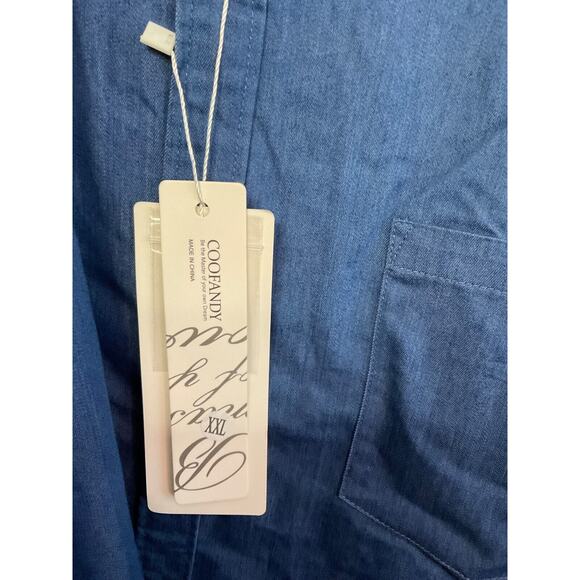 COOFANDY
Be the Master of your own Dream
MADE IN CHINA
XXL